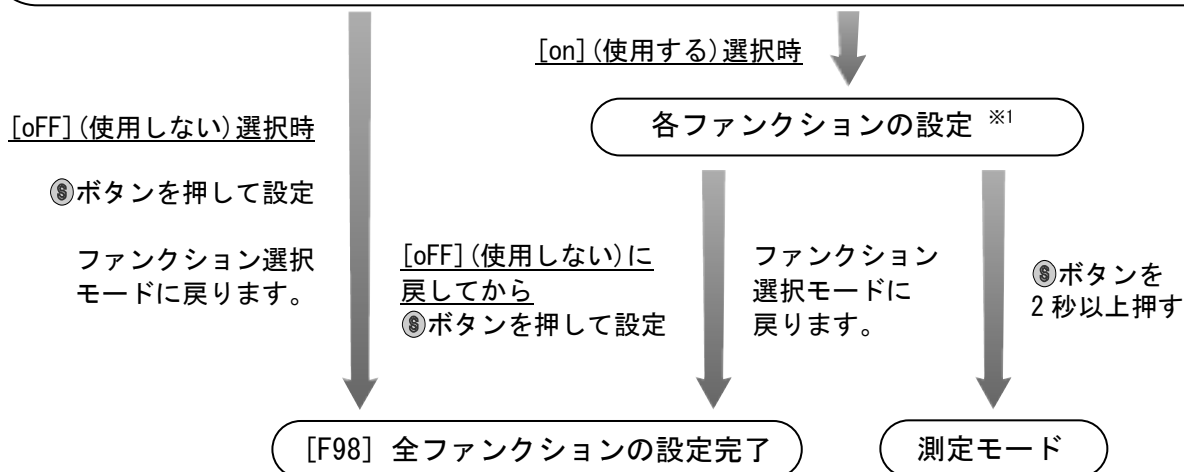 [on](使用する)選択時
各ファンクションの設定 ※1
[oFF](使用しない)選択時
Ⓢボタンを押して設定
ファンクション選択
モードに戻ります。
[oFF](使用しない)に
戻してから
Ⓢボタンを押して設定
ファンクション
選択モードに
戻ります。
Ⓢボタンを
2 秒以上押す
[F98] 全ファンクションの設定完了
測定モード